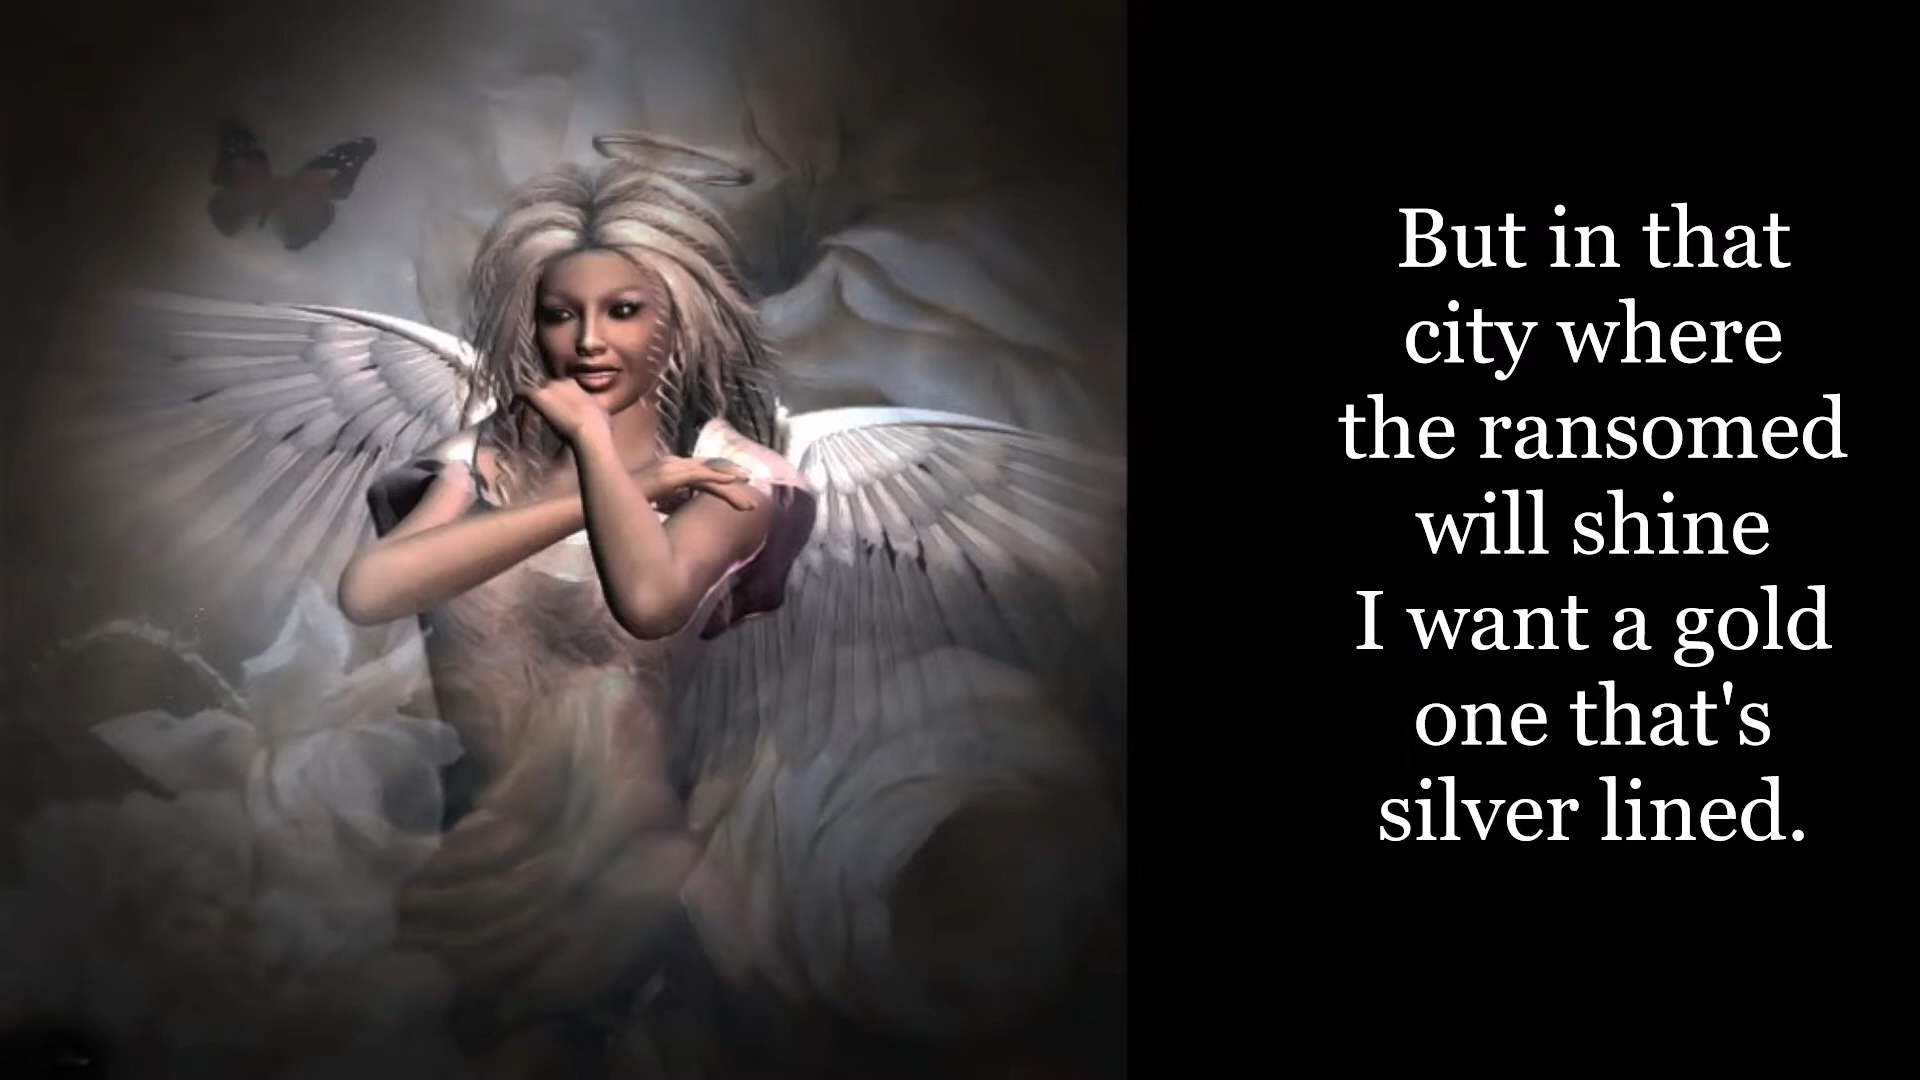 But in that
city where
the ransomed
will shine
I want a gold
one that's
silver lined.